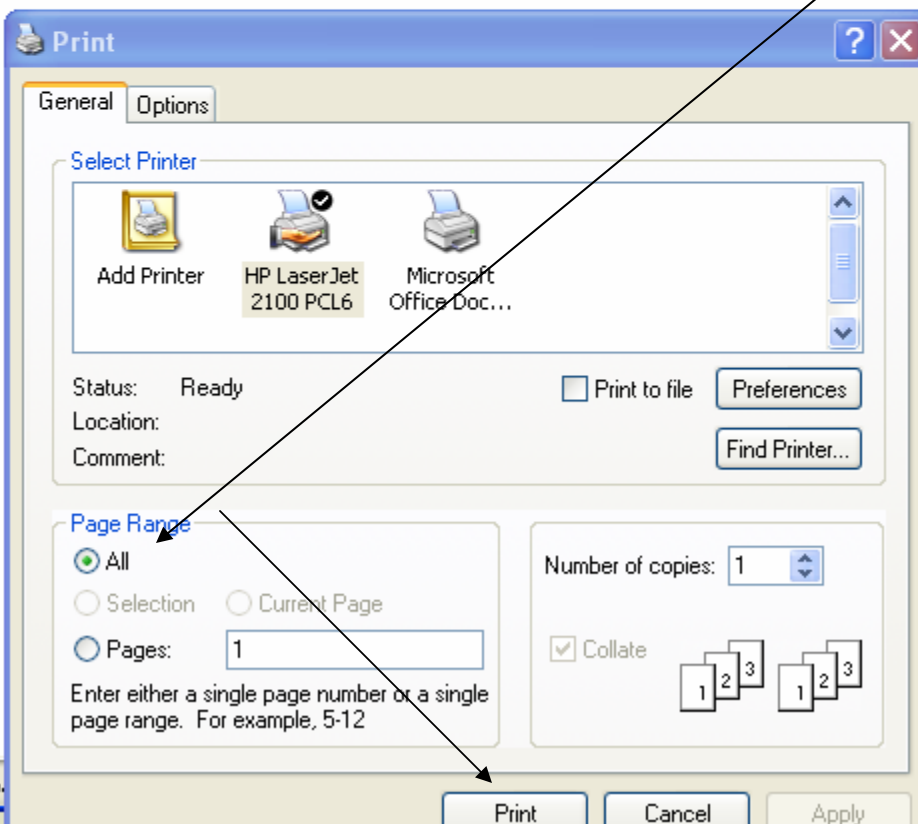 Print
General Options
Select Printer
Add Printer
HP LaserJet
2100 PCL6
Microsoft
Office Doc...
Status: Ready
Print to file
Preferences
Location:
Comment:
Find Printer...
Page Range
All
Selection
Current Page
Pages: 1
Enter either a single page number or a single
page range. For example, 5-12
Number of copies: 1
Collate
1 2 3
1 2 3
Print Cancel Apply